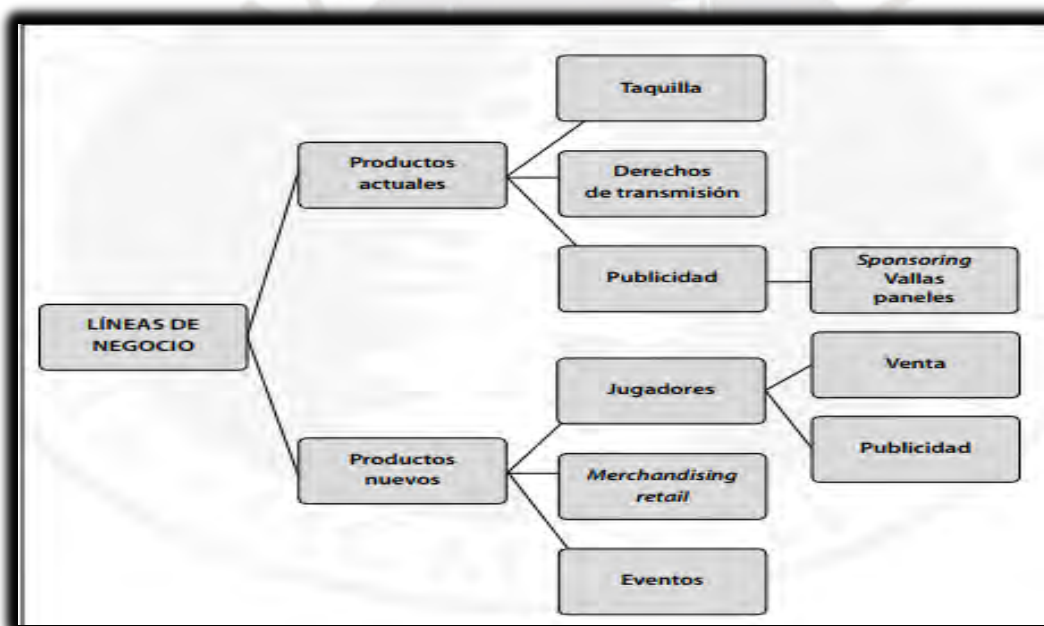 LÍNEAS DE
NEGOCIO
Productos
actuales
Taquilla
Derechos
de transmisión
Publicidad
Sponsoring
Vallas
paneles
Productos
nuevos
Jugadores
Venta
Publicidad
Merchandising
retail
Eventos